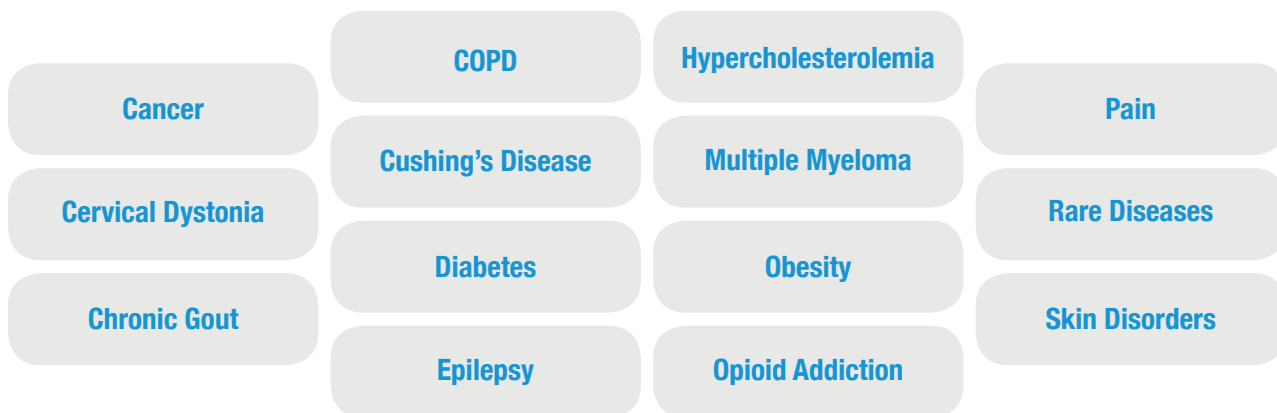 Cancer
Cervical Dystonia
Chronic Gout
COPD
Cushing’s Disease
Diabetes
Epilepsy
Hypercholesterolemia
Multiple Myeloma
Obesity
Opioid Addiction
Pain
Rare Diseases
Skin Disorders